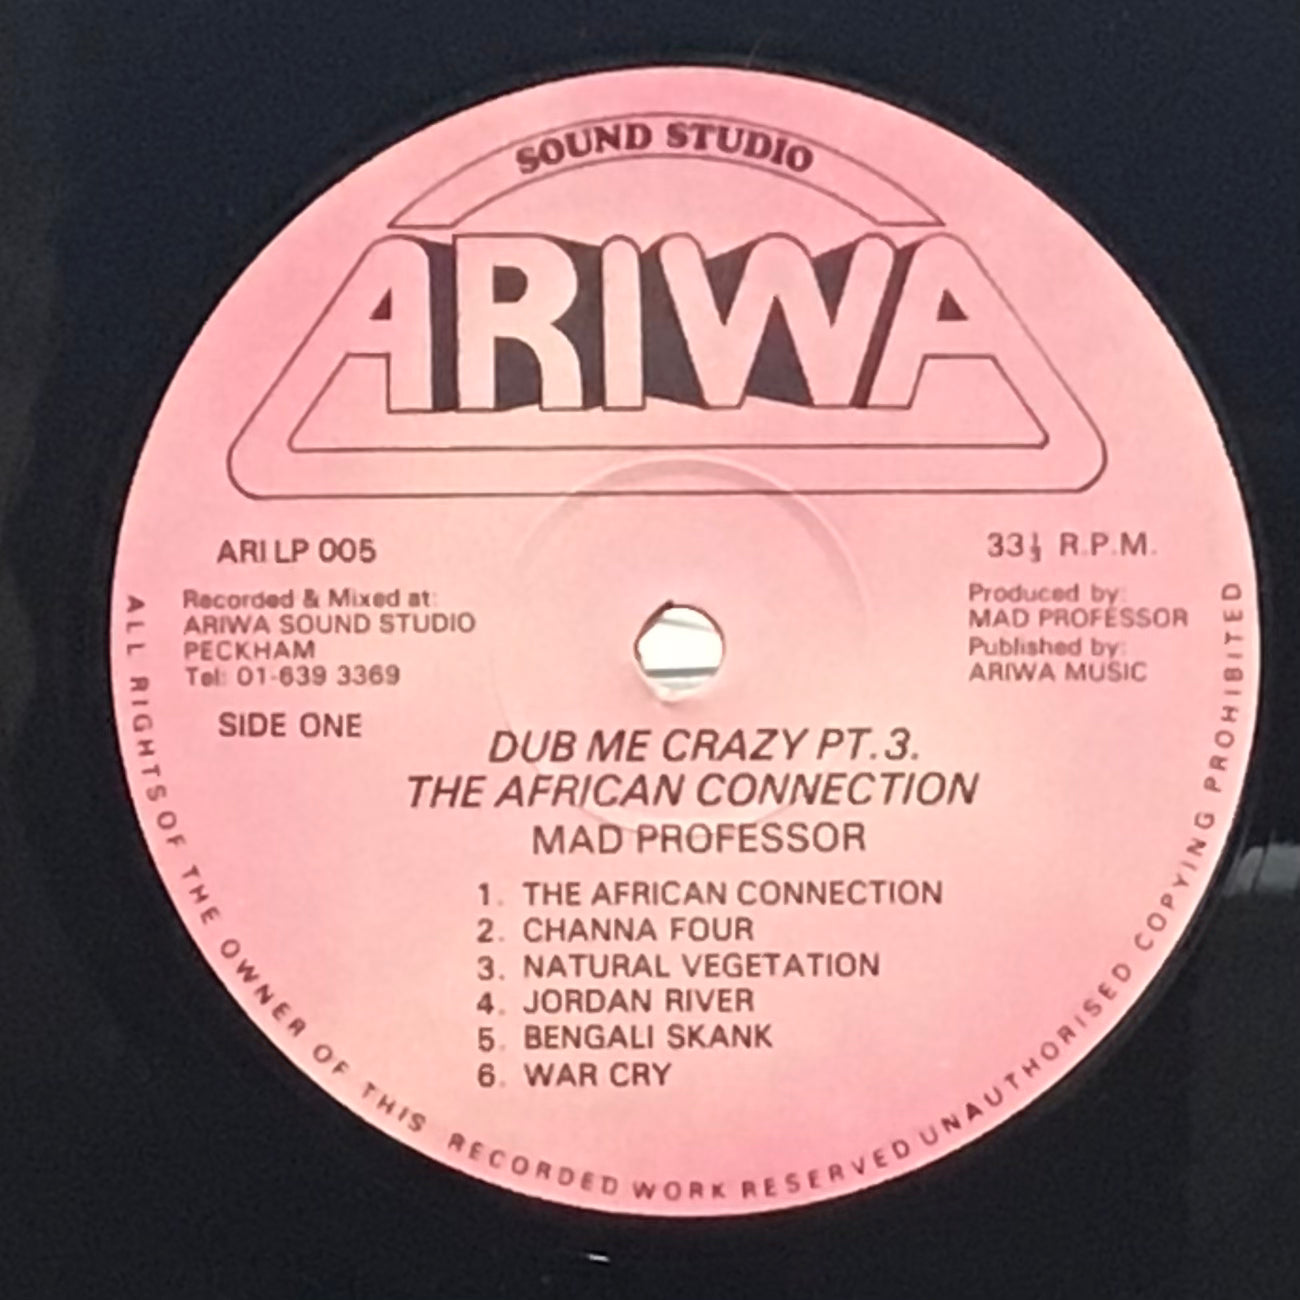 SOUND STUDIO
ARIWA
ARI LP 005
33⅓ R.P.M.
Recorded & Mixed at:
ARIWA SOUND STUDIO
PECKHAM
Tel: 01-639 3369
Produced by:
MAD PROFESSOR
Published by:
ARIWA MUSIC
SIDE ONE
DUB ME CRAZY PT. 3.
THE AFRICAN CONNECTION
MAD PROFESSOR
1. THE AFRICAN CONNECTION
2. CHANNA FOUR
3. NATURAL VEGETATION
4. JORDAN RIVER
5. BENGALI SKANK
6. WAR CRY
ALL RIGHTS OF THE OWNER OF THIS RECORDED WORK RESERVED UNAUTHORISED COPYING PROHIBITED